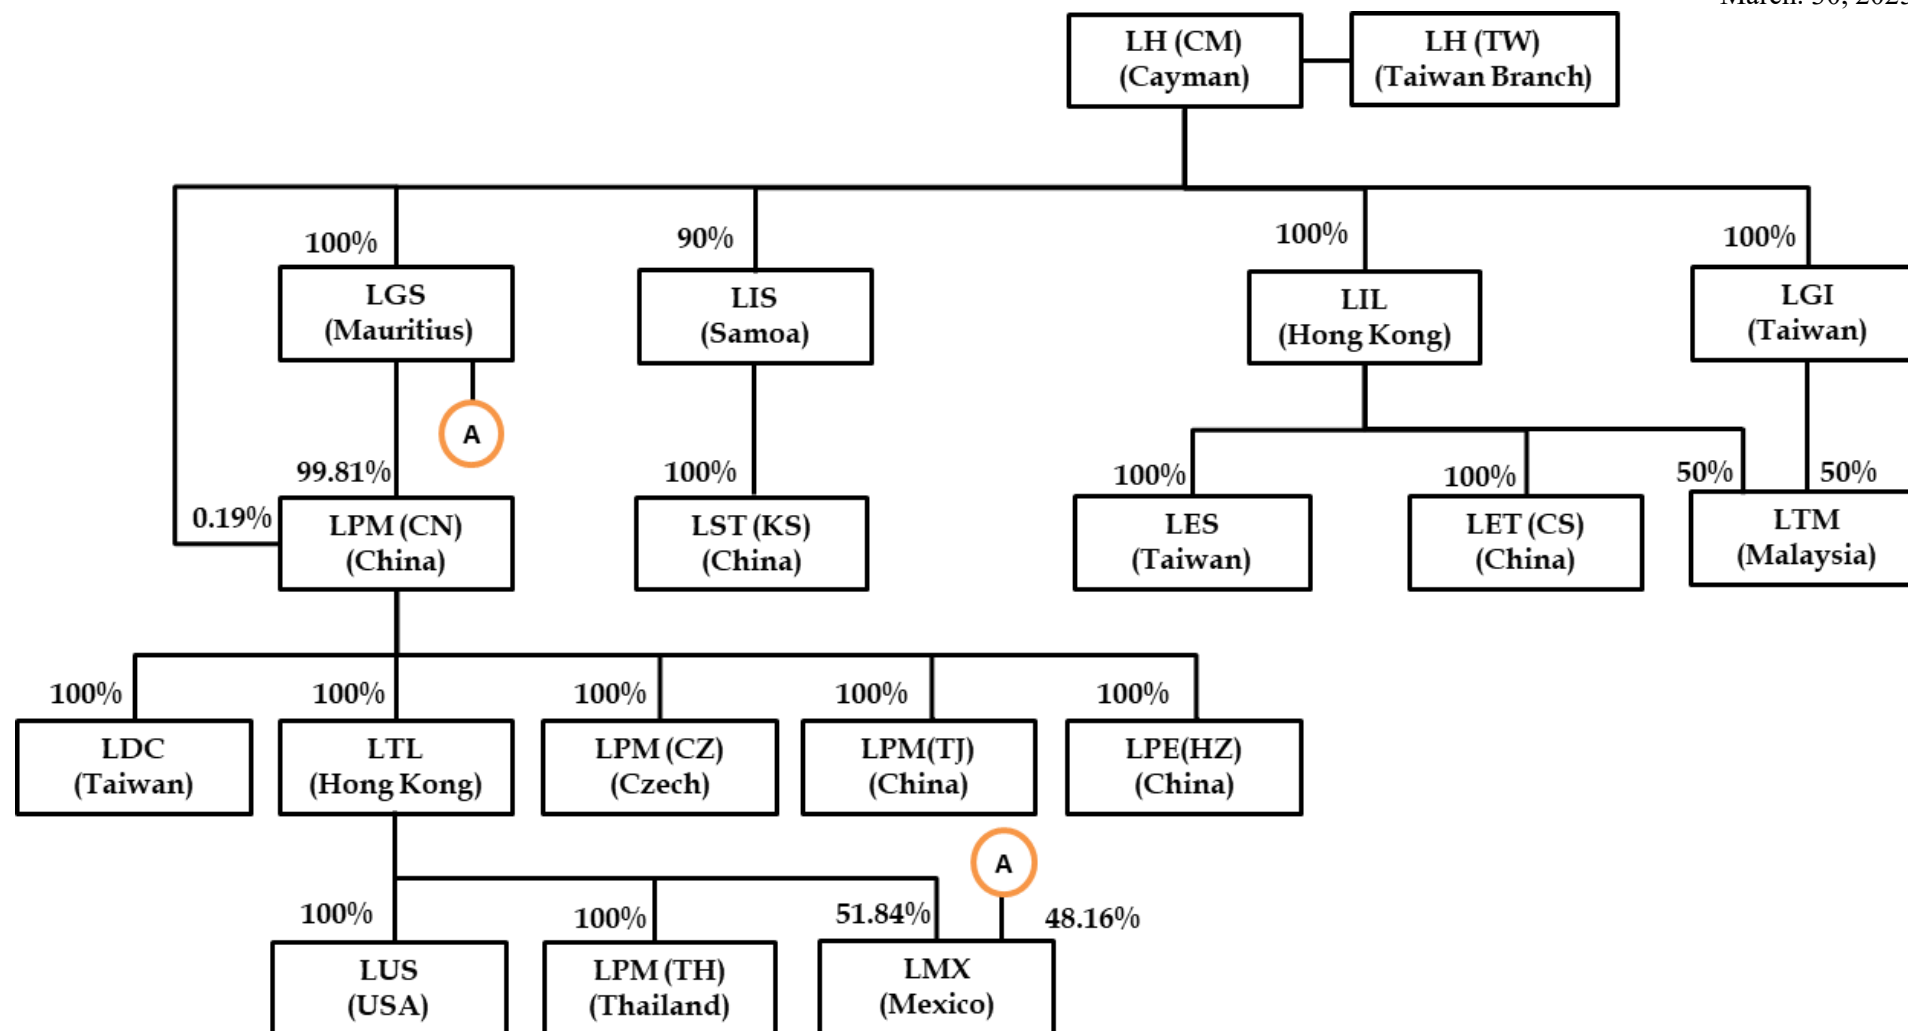 LH (CM)
(Cayman)
LH (TW)
(Taiwan Branch)
100%
90%
100%
100%
LGS
(Mauritius)
LIS
(Samoa)
LIL
(Hong Kong)
LGI
(Taiwan)
A
99.81%
100%
100%
100%
50%
50%
0.19%
LPM (CN)
(China)
LST (KS)
(China)
LES
(Taiwan)
LET (CS)
(China)
LTM
(Malaysia)
100%
100%
100%
100%
100%
LDC
(Taiwan)
LTL
(Hong Kong)
LPM (CZ)
(Czech)
LPM(TJ)
(China)
LPE(HZ)
(China)
A
100%
100%
51.84%
48.16%
LUS
(USA)
LPM (TH)
(Thailand)
LMX
(Mexico)